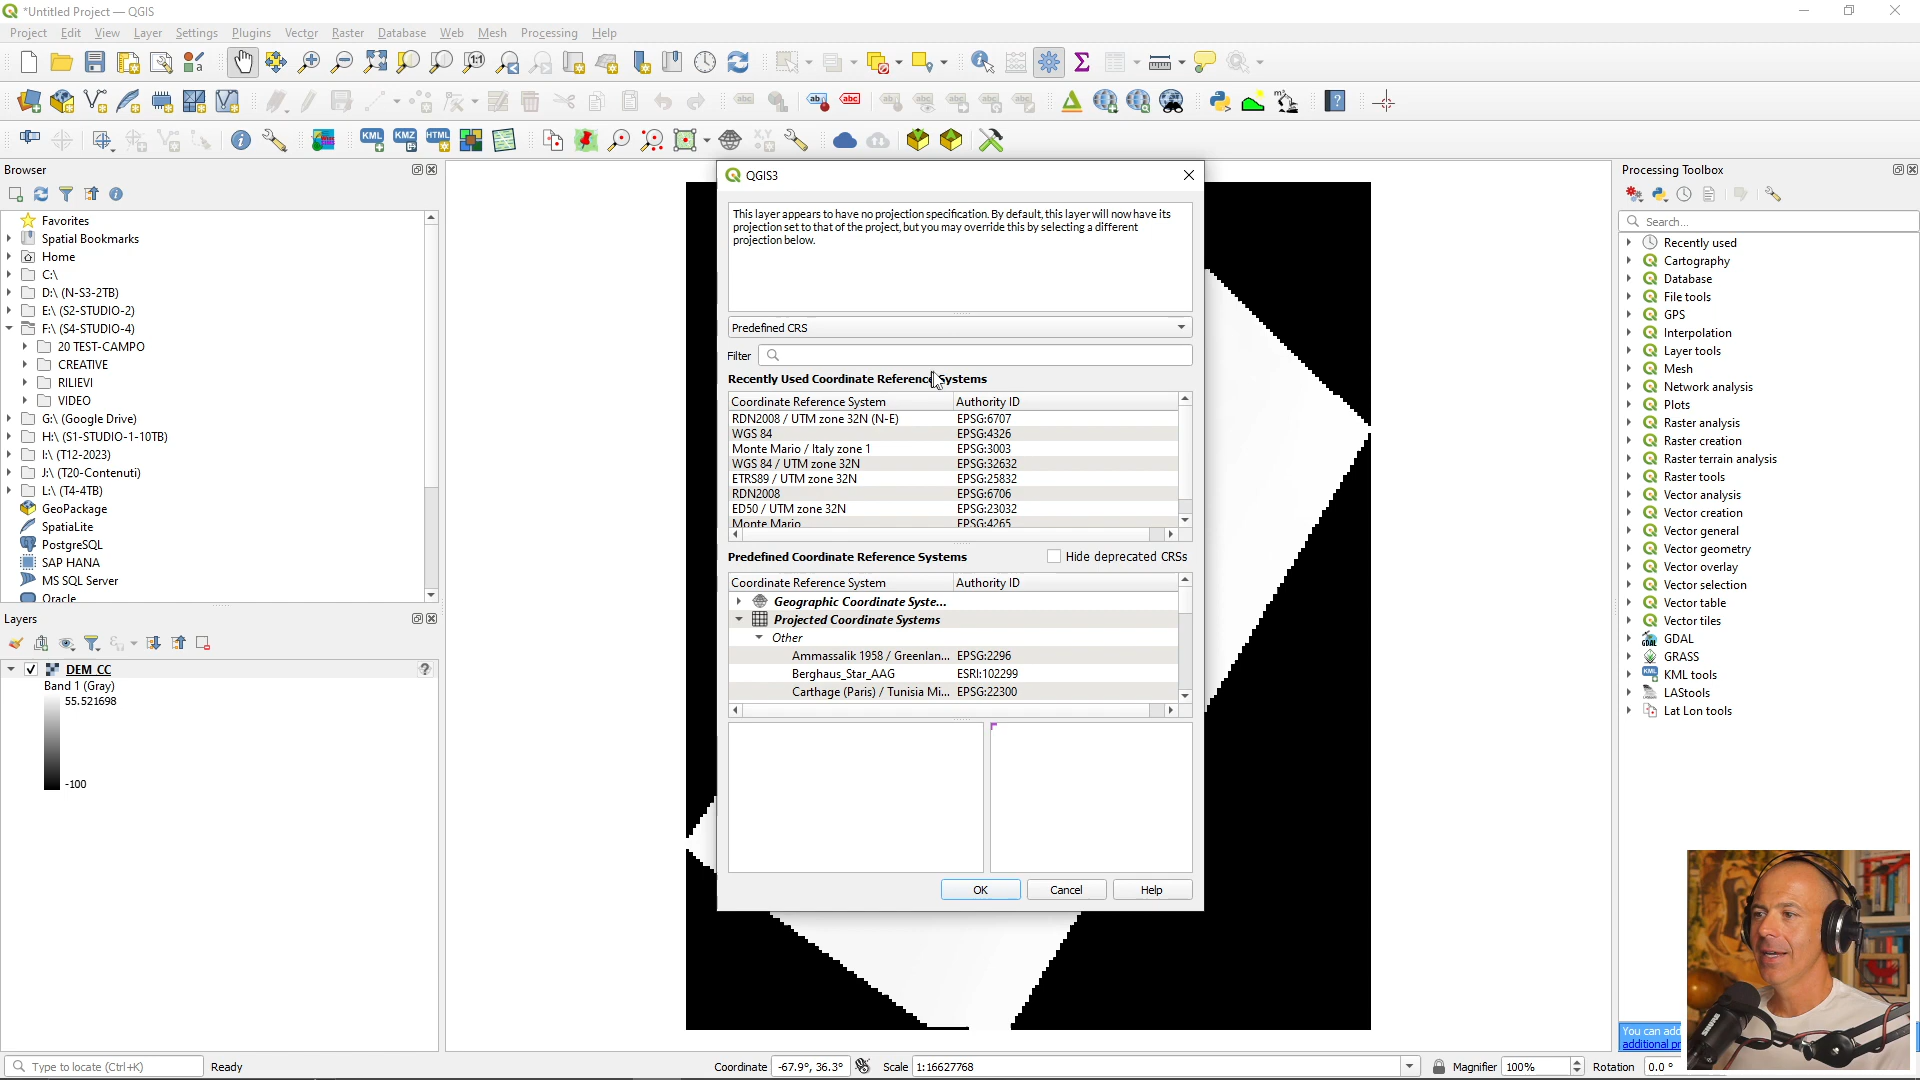 *Untitled Project — QGIS
Project Edit View Layer Settings Plugins Vector Raster Database Web Mesh Processing Help
Browser
Favorites
Spatial Bookmarks
Home
C:\
D:\ (N-S3-2TB)
E:\ (S2-STUDIO-2)
F:\ (S4-STUDIO-4)
20 TEST-CAMPO
CREATIVE
RILIEVI
VIDEO
G:\ (Google Drive)
H:\ (S1-STUDIO-1-10TB)
I:\ (T12-2023)
J:\ (T20-Contenuti)
L:\ (T4-4TB)
GeoPackage
SpatiaLite
PostgreSQL
SAP HANA
MS SQL Server
Oracle
Layers
DEM_CC
Band 1 (Gray)
55.521698
-100
QGIS3
This layer appears to have no projection specification. By default, this layer will now have its
projection set to that of the project, but you may override this by selecting a different
projection below.
Predefined CRS
Filter
Recently Used Coordinate Reference Systems
Coordinate Reference System Authority ID
RDN2008 / UTM zone 32N (N-E) EPSG:6707
WGS 84 EPSG:4326
Monte Mario / Italy zone 1 EPSG:3003
WGS 84 / UTM zone 32N EPSG:32632
ETRS89 / UTM zone 32N EPSG:25832
RDN2008 EPSG:6706
ED50 / UTM zone 32N EPSG:23032
Monte Mario EPSG:4265
Predefined Coordinate Reference Systems Hide deprecated CRSs
Coordinate Reference System Authority ID
Geographic Coordinate Syste...
Projected Coordinate Systems
Other
Ammassalik 1958 / Greenlan... EPSG:2296
Berghaus_Star_AAG ESRI:102299
Carthage (Paris) / Tunisia Mi... EPSG:22300
OK Cancel Help
Processing Toolbox
Search...
Recently used
Cartography
Database
File tools
GPS
Interpolation
Layer tools
Mesh
Network analysis
Plots
Raster analysis
Raster creation
Raster terrain analysis
Raster tools
Vector analysis
Vector creation
Vector general
Vector geometry
Vector overlay
Vector selection
Vector table
Vector tiles
GDAL
GRASS
KML tools
LAStools
Lat Lon tools
You can add
additional pr
Type to locate (Ctrl+K) Ready Coordinate -67.9°, 36.3° Scale 1:16627768 Magnifier 100% Rotation 0.0 °